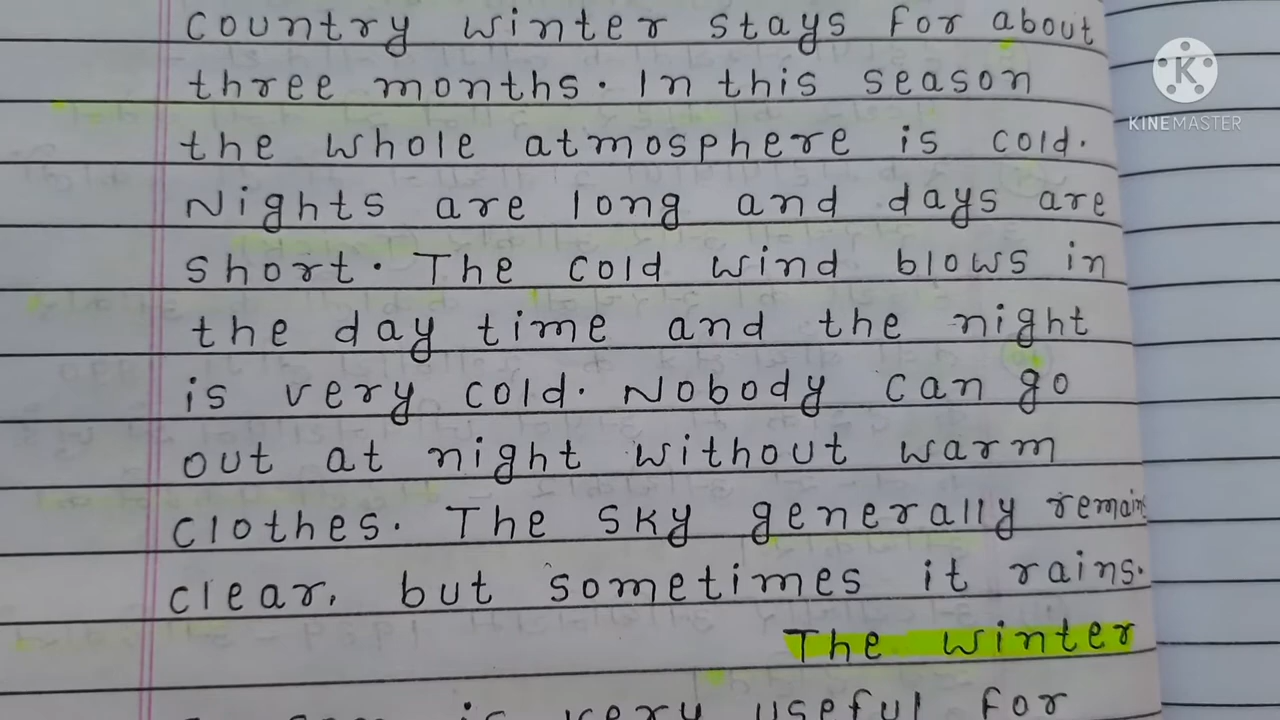 country winter stays for about
three months. In this season
the whole atmosphere is cold.
Nights are long and days are
short. The cold wind blows in
the day time and the night
is very cold. Nobody can go
out at night without warm
clothes. The sky generally remain
clear, but sometimes it rains.
The winter
is very useful for
KINEMASTER